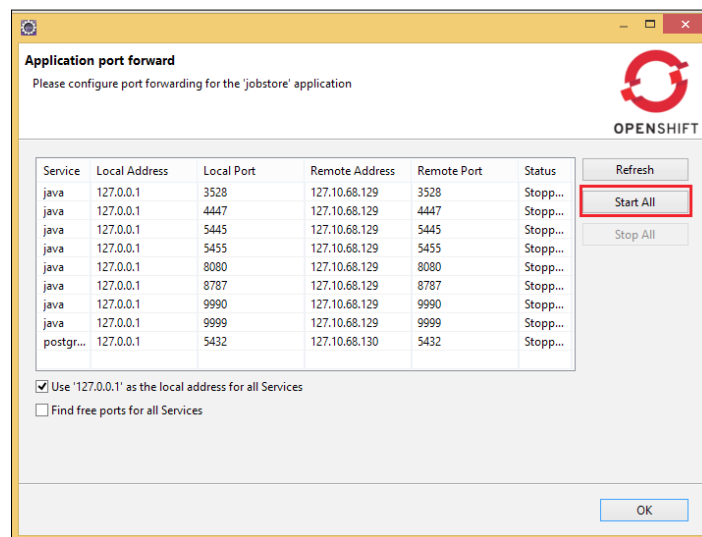 Application port forward
Please configure port forwarding for the 'jobstore' application
OPENSHIFT
Service Local Address Local Port Remote Address Remote Port Status
java 127.0.0.1 3528 127.10.68.129 3528 Stopp...
java 127.0.0.1 4447 127.10.68.129 4447 Stopp...
java 127.0.0.1 5445 127.10.68.129 5445 Stopp...
java 127.0.0.1 5455 127.10.68.129 5455 Stopp...
java 127.0.0.1 8080 127.10.68.129 8080 Stopp...
java 127.0.0.1 8787 127.10.68.129 8787 Stopp...
java 127.0.0.1 9990 127.10.68.129 9990 Stopp...
java 127.0.0.1 9999 127.10.68.129 9999 Stopp...
postgr... 127.0.0.1 5432 127.10.68.130 5432 Stopp...
Refresh
Start All
Stop All
Use '127.0.0.1' as the local address for all Services
Find free ports for all Services
OK